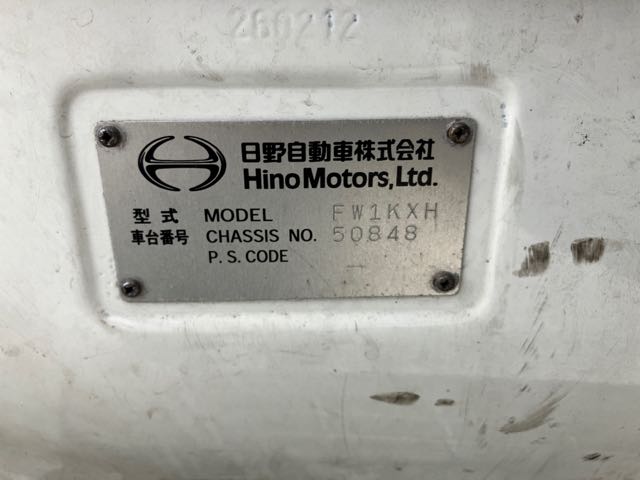 260212
日野自動車株式会社
Hino Motors, Ltd.
型式 MODEL FW1KXH
車台番号 CHASSIS NO. 50848
P.S. CODE —